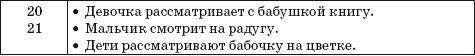 20 • Девочка рассматривает с бабушкой книгу.
21 • Мальчик смотрит на радугу.
• Дети рассматривают бабочку на цветке.